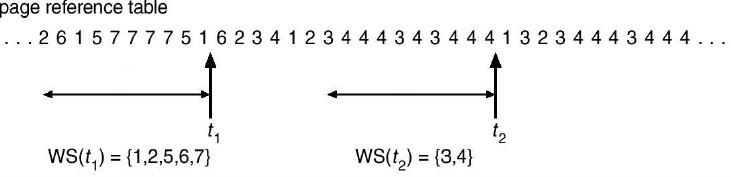 page reference table
. . . 2 6 1 5 7 7 7 7 5 1 6 2 3 4 1 2 3 4 4 4 3 4 3 4 4 4 1 3 2 3 4 4 4 3 4 4 4 . . .
t1 t2
WS(t1) = {1,2,5,6,7} WS(t2) = {3,4}